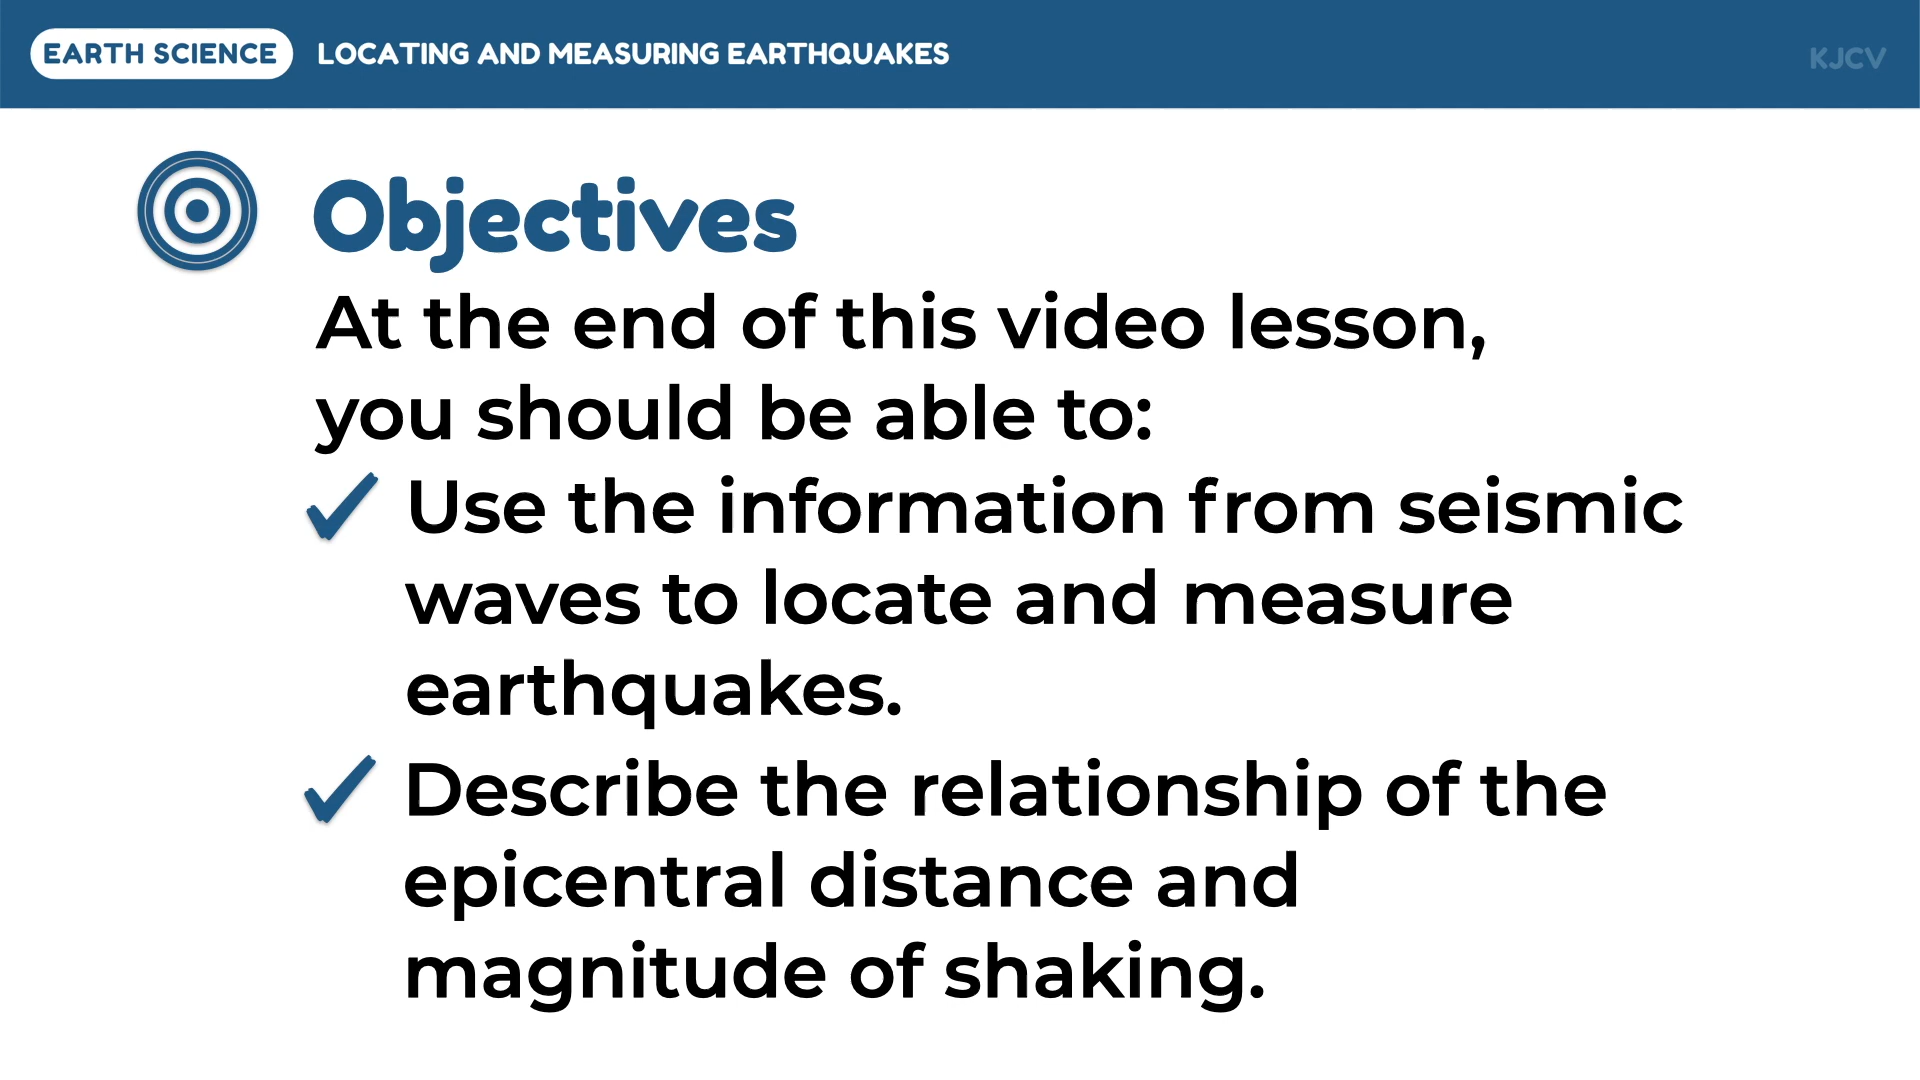 EARTH SCIENCE LOCATING AND MEASURING EARTHQUAKES KJCV
Objectives
At the end of this video lesson,
you should be able to:
Use the information from seismic
waves to locate and measure
earthquakes.
Describe the relationship of the
epicentral distance and
magnitude of shaking.